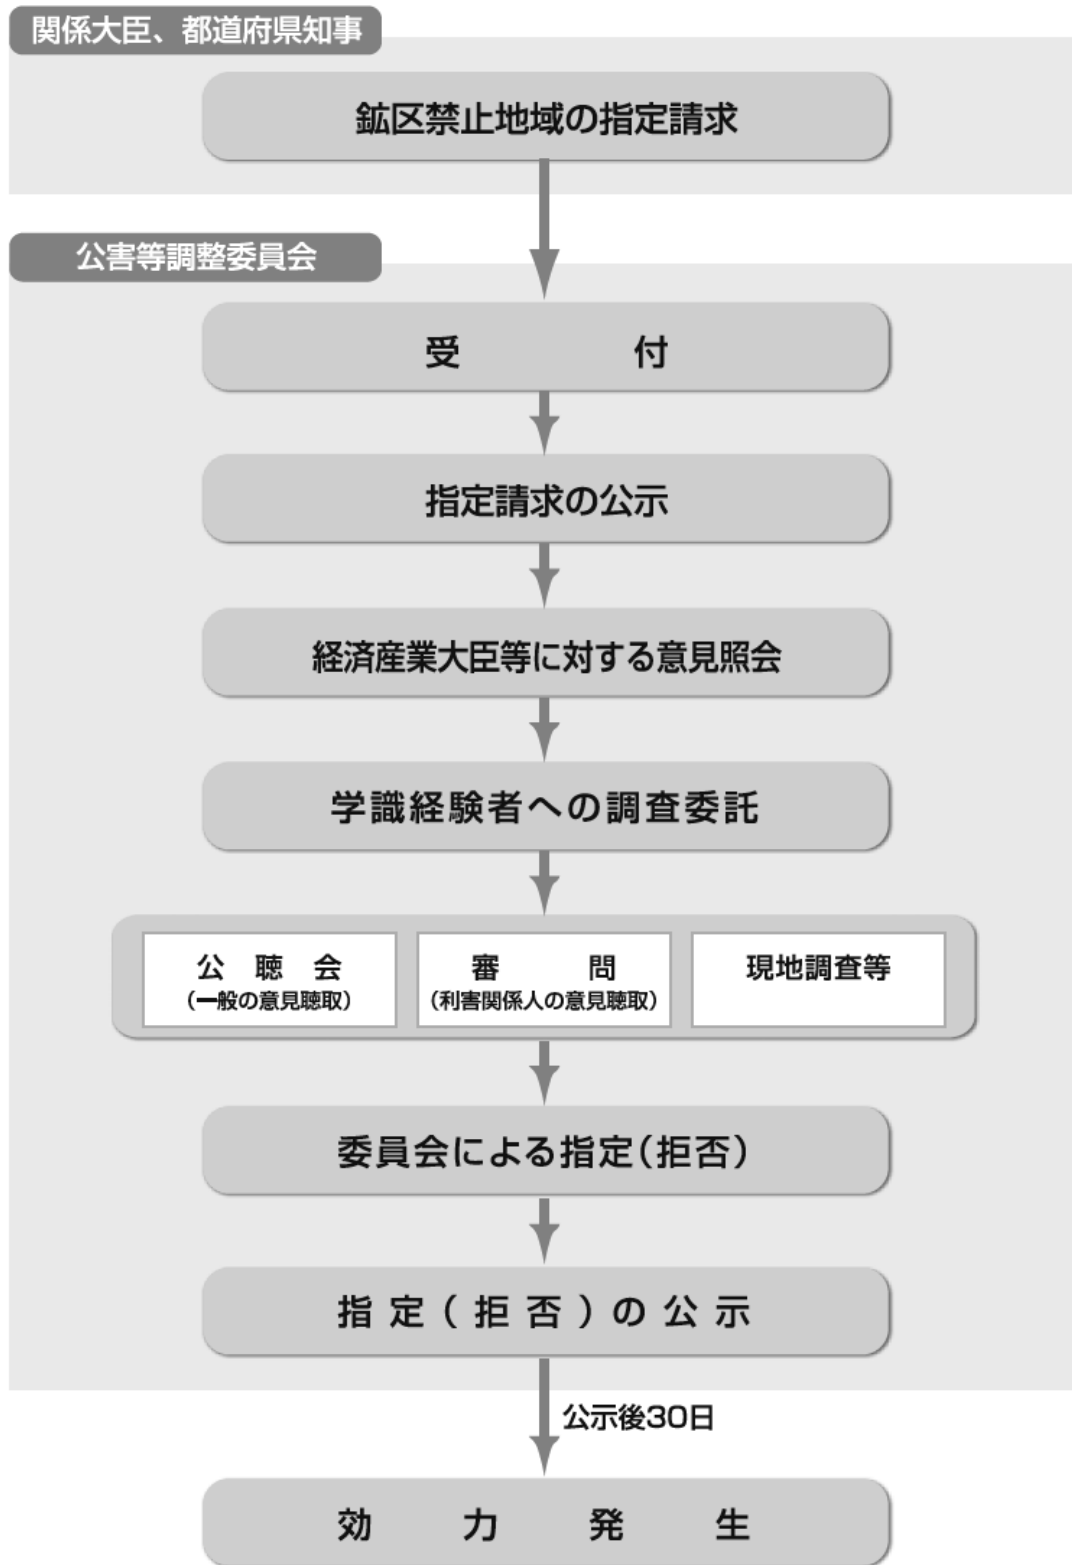 関係大臣、都道府県知事
鉱区禁止地域の指定請求
公害等調整委員会
受付
指定請求の公示
経済産業大臣等に対する意見照会
学識経験者への調査委託
公聴会
（一般の意見聴取）
審問
（利害関係人の意見聴取）
現地調査等
委員会による指定（拒否）
指定（拒否）の公示
公示後30日
効力発生